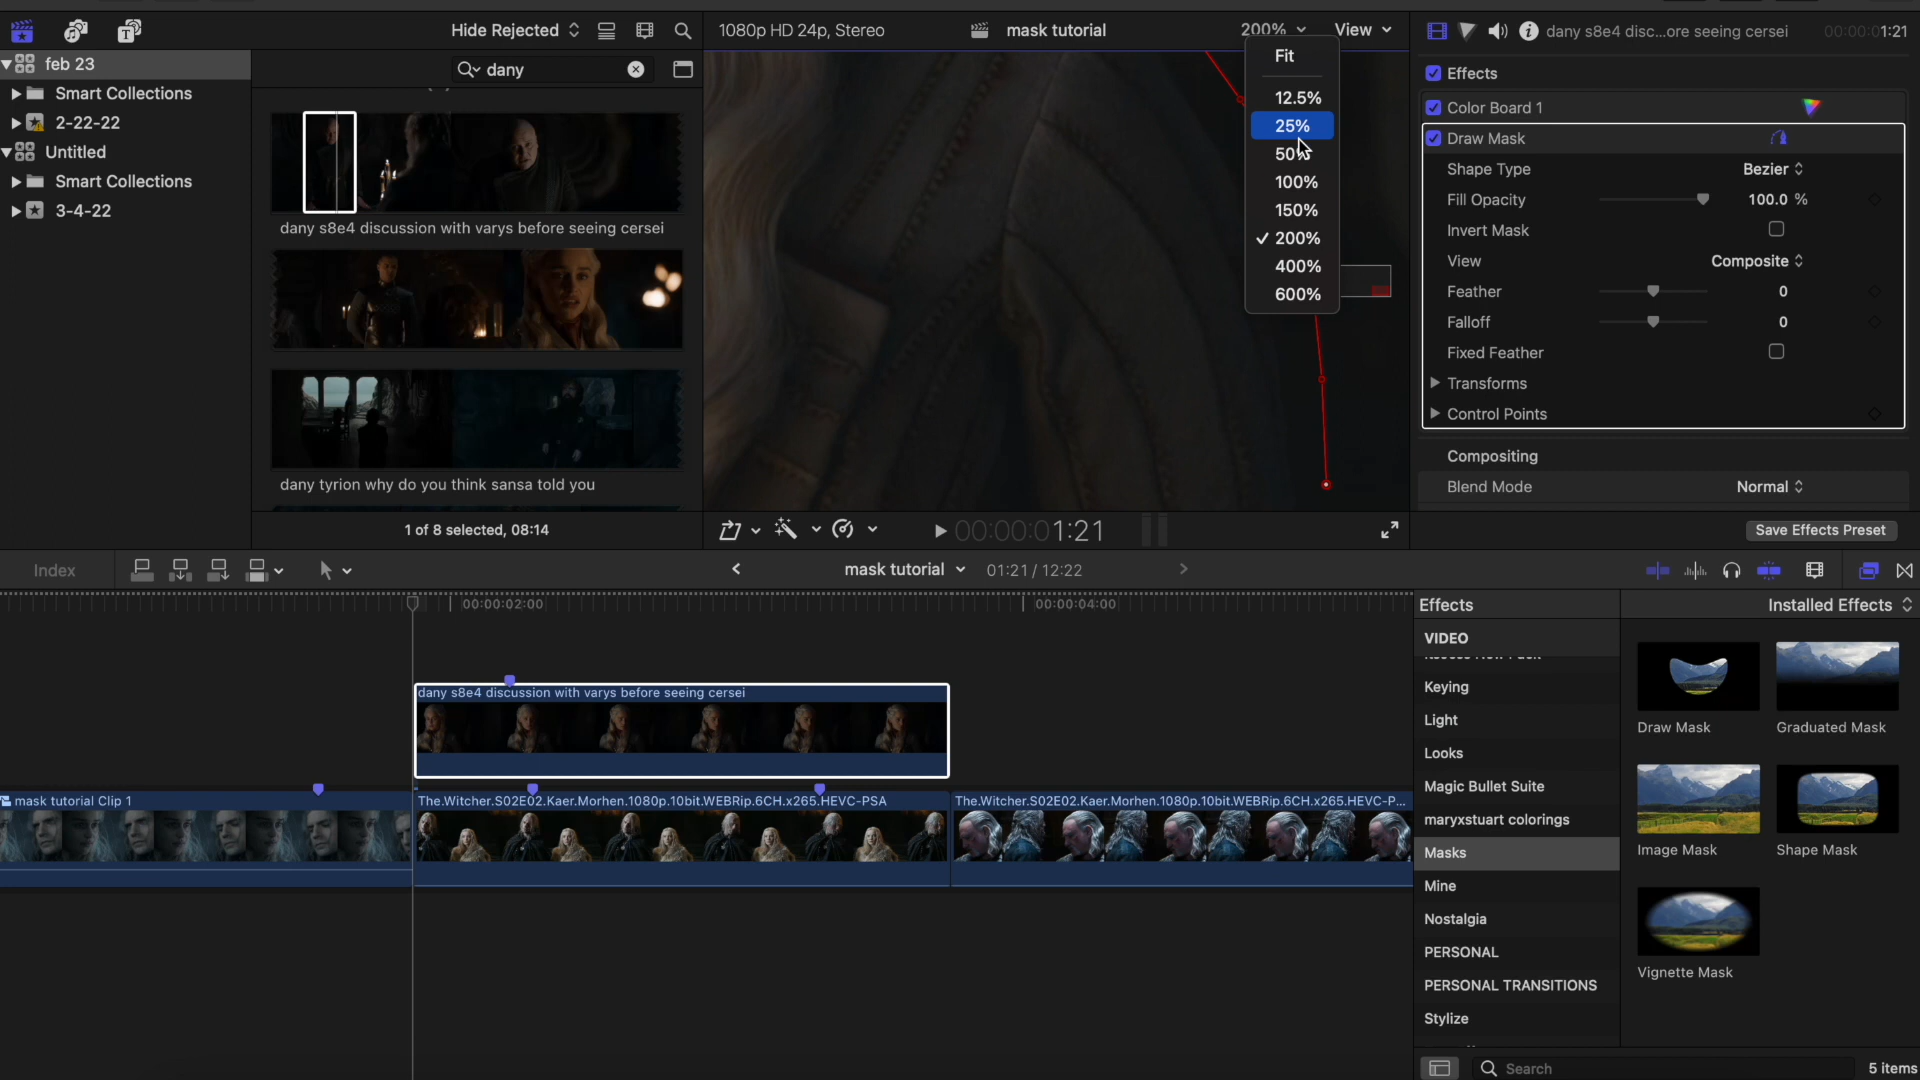 Hide Rejected
1080p HD 24p, Stereo
mask tutorial
200%
View
dany s8e4 disc...ore seeing cersei
00:00:01:21
feb 23
Smart Collections
2-22-22
Untitled
Smart Collections
3-4-22
dany
dany s8e4 discussion with varys before seeing cersei
dany tyrion why do you think sansa told you
1 of 8 selected, 08:14
Fit
12.5%
25%
50%
100%
150%
200%
400%
600%
00:00:01:21
Effects
Color Board 1
Draw Mask
Shape Type
Bezier
Fill Opacity
100.0 %
Invert Mask
View
Composite
Feather
0
Falloff
0
Fixed Feather
Transforms
Control Points
Compositing
Blend Mode
Normal
Save Effects Preset
Index
mask tutorial
01:21 / 12:22
00:00:02:00
00:00:04:00
dany s8e4 discussion with varys before seeing cersei
mask tutorial Clip 1
The.Witcher.S02E02.Kaer.Morhen.1080p.10bit.WEBRip.6CH.x265.HEVC-PSA
The.Witcher.S02E02.Kaer.Morhen.1080p.10bit.WEBRip.6CH.x265.HEVC-P...
Effects
Installed Effects
VIDEO
Keying
Light
Looks
Magic Bullet Suite
maryxstuart colorings
Masks
Mine
Nostalgia
PERSONAL
PERSONAL TRANSITIONS
Stylize
Draw Mask
Graduated Mask
Image Mask
Shape Mask
Vignette Mask
Search
5 items